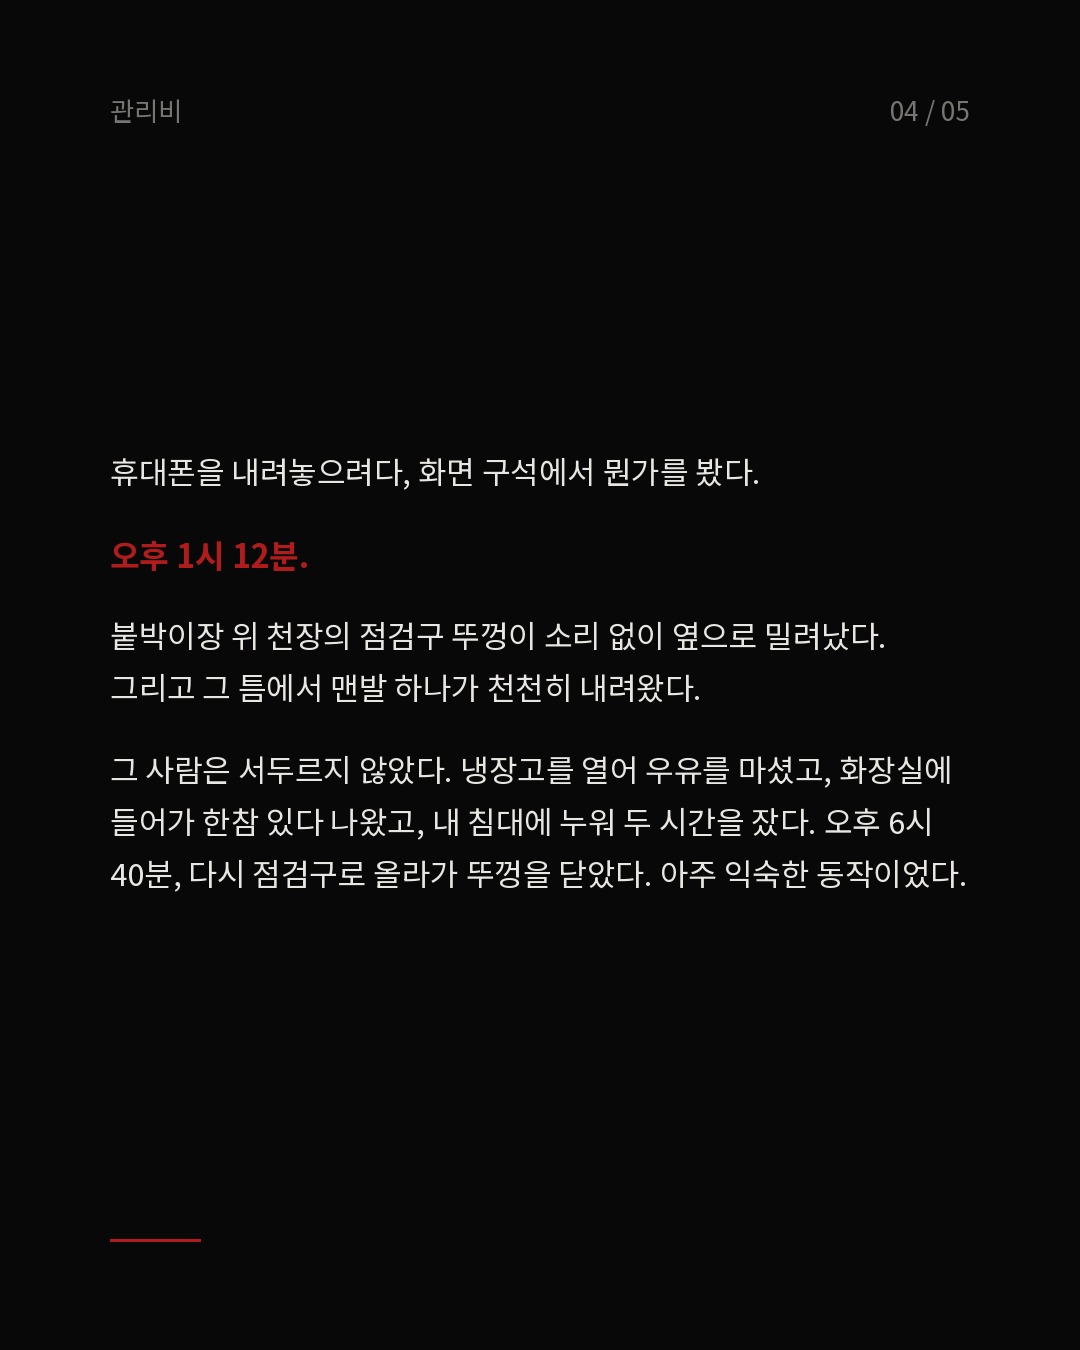 관리비
04 / 05
휴대폰을 내려놓으려다, 화면 구석에서 뭔가를 봤다.
오후 1시 12분.
붙박이장 위 천장의 점검구 뚜껑이 소리 없이 옆으로 밀려났다.
그리고 그 틈에서 맨발 하나가 천천히 내려왔다.
그 사람은 서두르지 않았다. 냉장고를 열어 우유를 마셨고, 화장실에
들어가 한참 있다 나왔고, 내 침대에 누워 두 시간을 잤다. 오후 6시
40분, 다시 점검구로 올라가 뚜껑을 닫았다. 아주 익숙한 동작이었다.